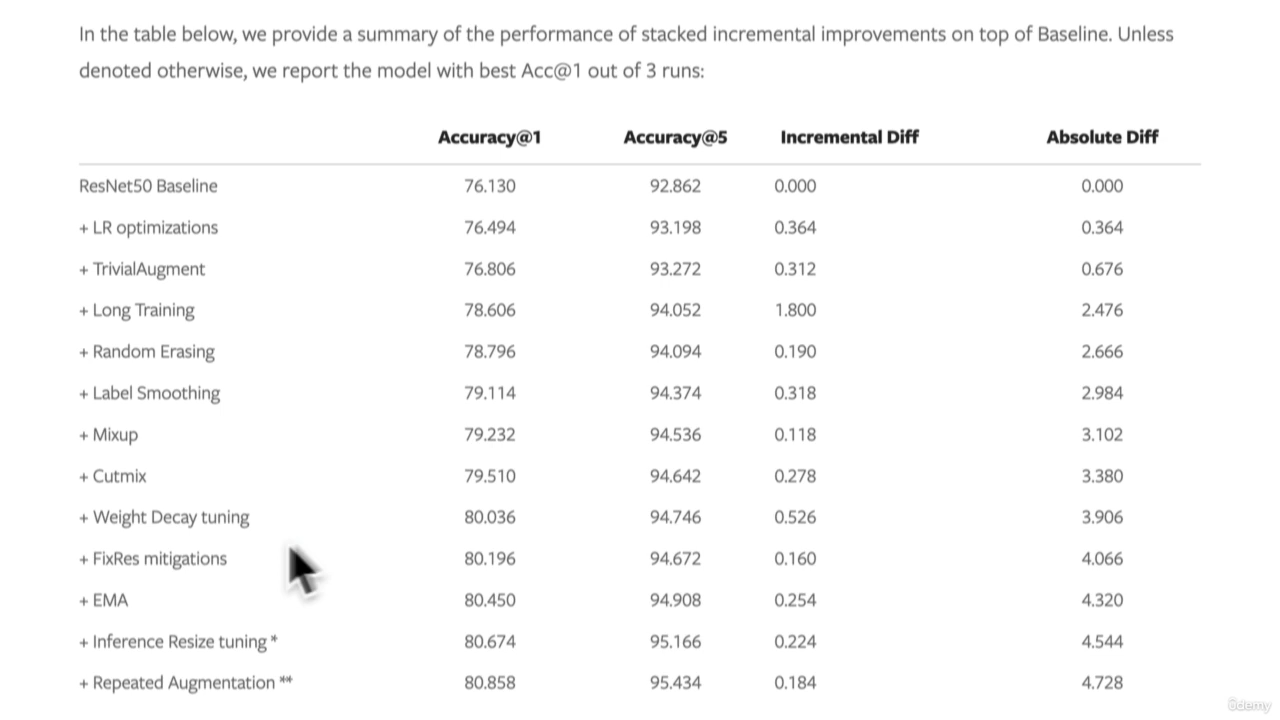 In the table below, we provide a summary of the performance of stacked incremental improvements on top of Baseline. Unless
denoted otherwise, we report the model with best Acc@1 out of 3 runs:
Accuracy@1 Accuracy@5 Incremental Diff Absolute Diff
ResNet50 Baseline 76.130 92.862 0.000 0.000
+ LR optimizations 76.494 93.198 0.364 0.364
+ TrivialAugment 76.806 93.272 0.312 0.676
+ Long Training 78.606 94.052 1.800 2.476
+ Random Erasing 78.796 94.094 0.190 2.666
+ Label Smoothing 79.114 94.374 0.318 2.984
+ Mixup 79.232 94.536 0.118 3.102
+ Cutmix 79.510 94.642 0.278 3.380
+ Weight Decay tuning 80.036 94.746 0.526 3.906
+ FixRes mitigations 80.196 94.672 0.160 4.066
+ EMA 80.450 94.908 0.254 4.320
+ Inference Resize tuning * 80.674 95.166 0.224 4.544
+ Repeated Augmentation ** 80.858 95.434 0.184 4.728
ûdemy